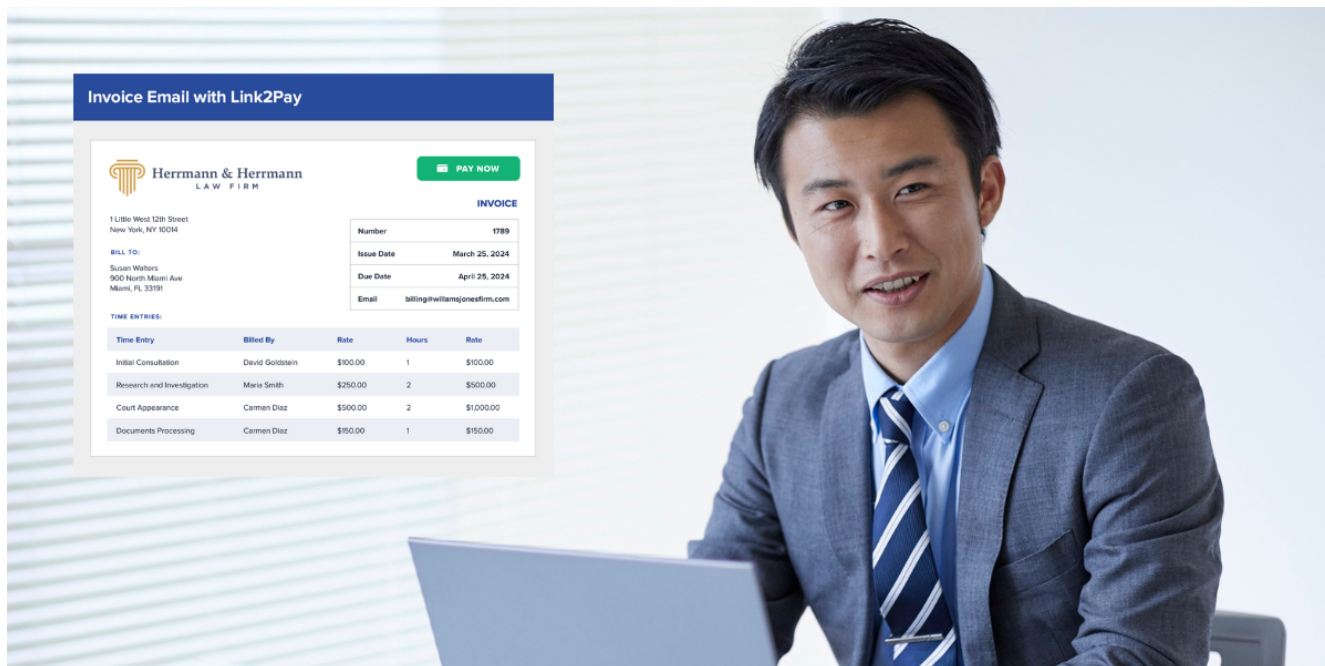 Invoice Email with Link2Pay
Herrmann & Herrmann
LAW FIRM
PAY NOW
INVOICE
1 Little West 12th Street
New York, NY 10014
BILL TO:
Susan Walters
900 North Miami Ave
Miami, FL 33191
Number 1789
Issue Date March 25, 2024
Due Date April 25, 2024
Email billing@willamsjonesfirm.com
TIME ENTRIES:
Time Entry Billed By Rate Hours Rate
Initial Consultation David Goldstein $100.00 1 $100.00
Research and Investigation Maria Smith $250.00 2 $500.00
Court Appearance Carmen Diaz $500.00 2 $1,000.00
Documents Processing Carmen Diaz $150.00 1 $150.00